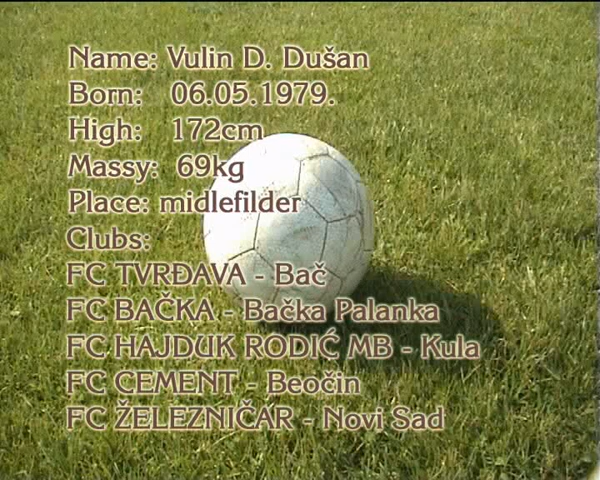 Name: Vulin D. Dušan
Born: 06.05.1979.
High: 172cm
Massy: 69kg
Place: midlefilder
Clubs:
FC TVRĐAVA - Bač
FC BAČKA - Bačka Palanka
FC HAJDUK RODIĆ MB - Kula
FC CEMENT - Beočin
FC ŽELEZNIČAR - Novi Sad